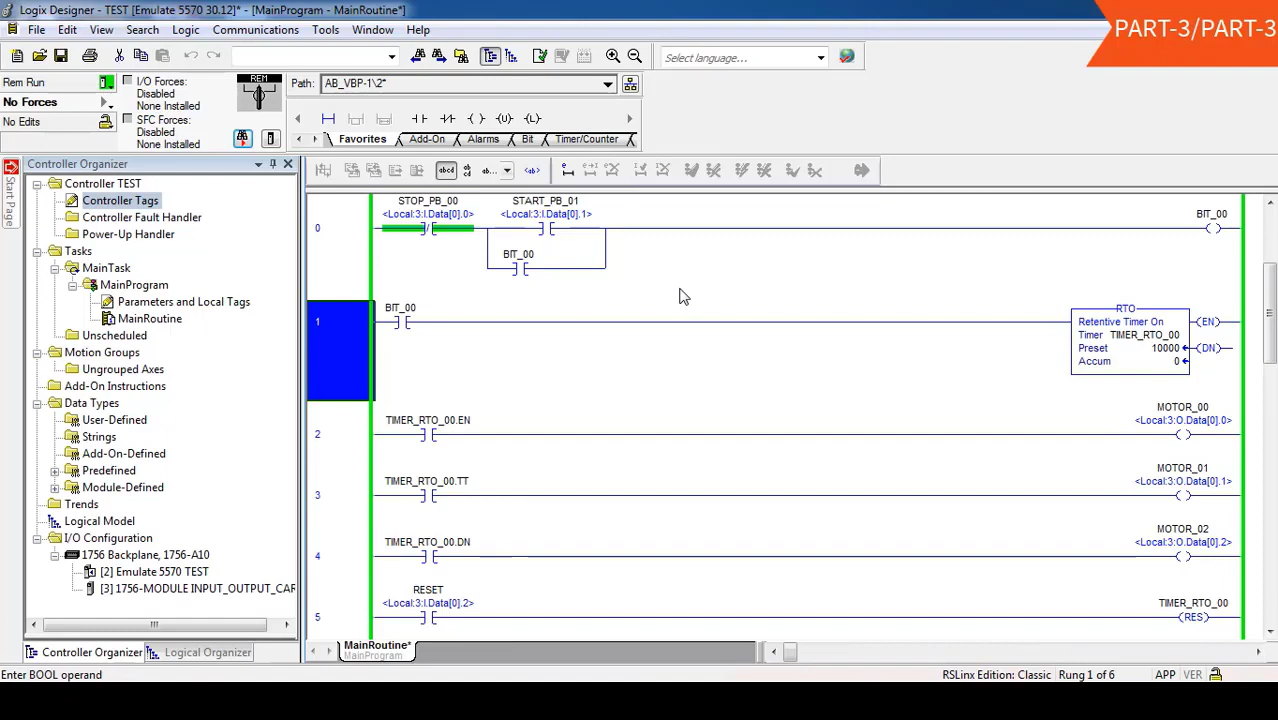 Logix Designer - TEST [Emulate 5570 30.12]* - [MainProgram - MainRoutine*]
PART-3/PART-3
File Edit View Search Logic Communications Tools Window Help
Select language...
Rem Run
No Forces
No Edits
I/O Forces:
Disabled
None Installed
SFC Forces:
Disabled
None Installed
REM
Path: AB_VBP-1\2*
Favorites Add-On Alarms Bit Timer/Counter
Start Page
Controller Organizer
Controller TEST
Controller Tags
Controller Fault Handler
Power-Up Handler
Tasks
MainTask
MainProgram
Parameters and Local Tags
MainRoutine
Unscheduled
Motion Groups
Ungrouped Axes
Add-On Instructions
Data Types
User-Defined
Strings
Add-On-Defined
Predefined
Module-Defined
Trends
Logical Model
I/O Configuration
1756 Backplane, 1756-A10
[2] Emulate 5570 TEST
[3] 1756-MODULE INPUT_OUTPUT_CAR
Controller Organizer Logical Organizer
STOP_PB_00 START_PB_01
<Local:3:I.Data[0].0> <Local:3:I.Data[0].1> BIT_00
0
BIT_00
BIT_00 RTO
1 Retentive Timer On (EN)
Timer TIMER_RTO_00
Preset 10000 (DN)
Accum 0
MOTOR_00
TIMER_RTO_00.EN <Local:3:O.Data[0].0>
2
MOTOR_01
TIMER_RTO_00.TT <Local:3:O.Data[0].1>
3
MOTOR_02
TIMER_RTO_00.DN <Local:3:O.Data[0].2>
4
RESET
<Local:3:I.Data[0].2> TIMER_RTO_00
5 (RES)
MainRoutine*
MainProgram
Enter BOOL operand
RSLinx Edition: Classic Rung 1 of 6 APP VER